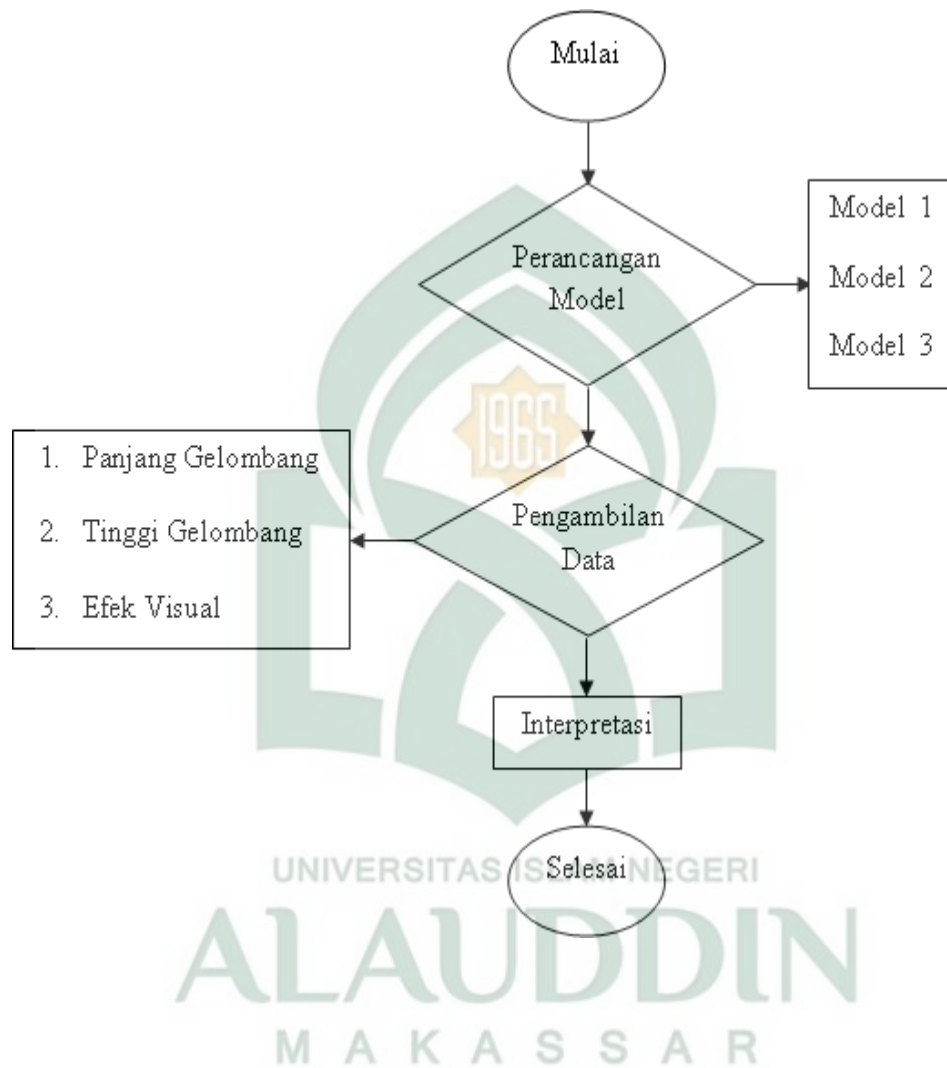 Mulai
Perancangan
Model
Model 1
Model 2
Model 3
1965
1. Panjang Gelombang
2. Tinggi Gelombang
3. Efek Visual
Pengambilan
Data
Interpretasi
Selesai
UNIVERSITAS ISLAM NEGERI
ALAUDDIN
MAKASSAR